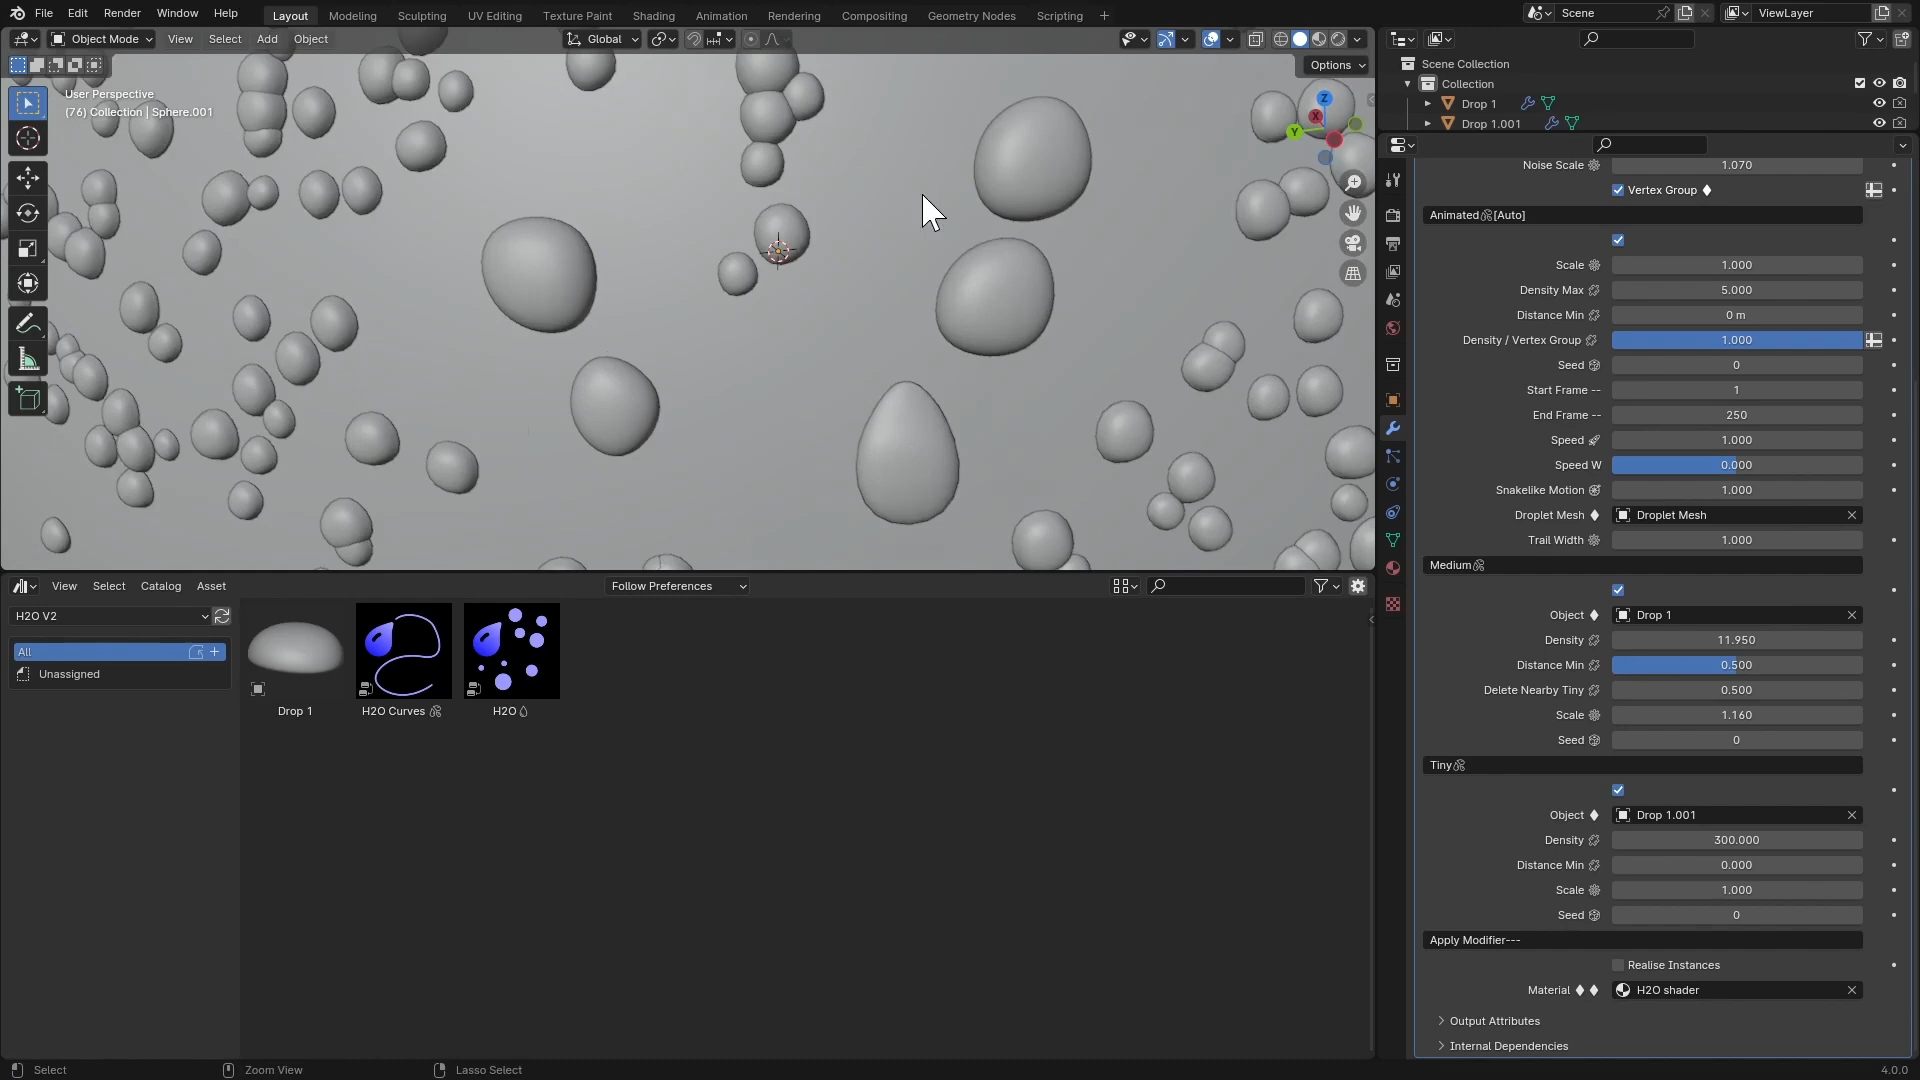 File Edit Render Window Help
Layout Modeling Sculpting UV Editing Texture Paint Shading Animation Rendering Compositing Geometry Nodes Scripting +
Scene
ViewLayer
Object Mode View Select Add Object
Global
Options
User Perspective
(76) Collection | Sphere.001
Z
X
Y
Scene Collection
Collection
Drop 1
Drop 1.001
Noise Scale 1.070
Vertex Group
Animated [Auto]
Scale 1.000
Density Max 5.000
Distance Min 0 m
Density / Vertex Group 1.000
Seed 0
Start Frame -- 1
End Frame -- 250
Speed 1.000
Speed W 0.000
Snakelike Motion 1.000
Droplet Mesh Droplet Mesh
Trail Width 1.000
Medium
Object Drop 1
Density 11.950
Distance Min 0.500
Delete Nearby Tiny 0.500
Scale 1.160
Seed 0
Tiny
Object Drop 1.001
Density 300.000
Distance Min 0.000
Scale 1.000
Seed 0
Apply Modifier---
Realise Instances
Material H2O shader
Output Attributes
Internal Dependencies
View Select Catalog Asset
Follow Preferences
H2O V2
All
Unassigned
Drop 1
H2O Curves
H2O
Select
Zoom View
Lasso Select
4.0.0